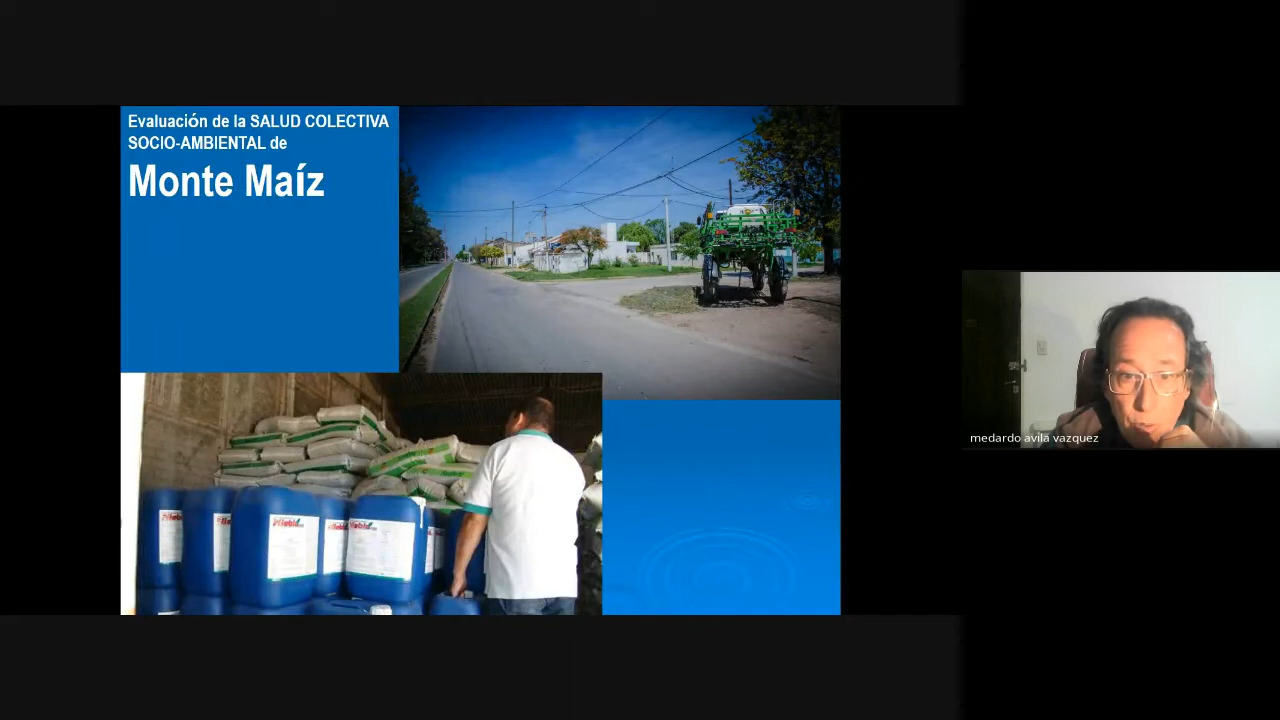 Evaluación de la SALUD COLECTIVA
SOCIO-AMBIENTAL de
Monte Maíz
medardo avila vazquez